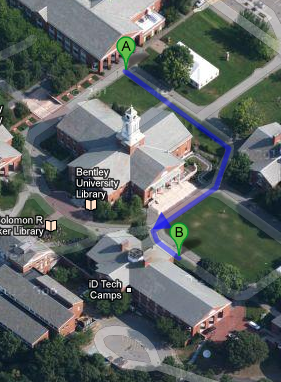 A
B
Bentley
University
Library
Solomon R
ker Library
iD Tech
Camps